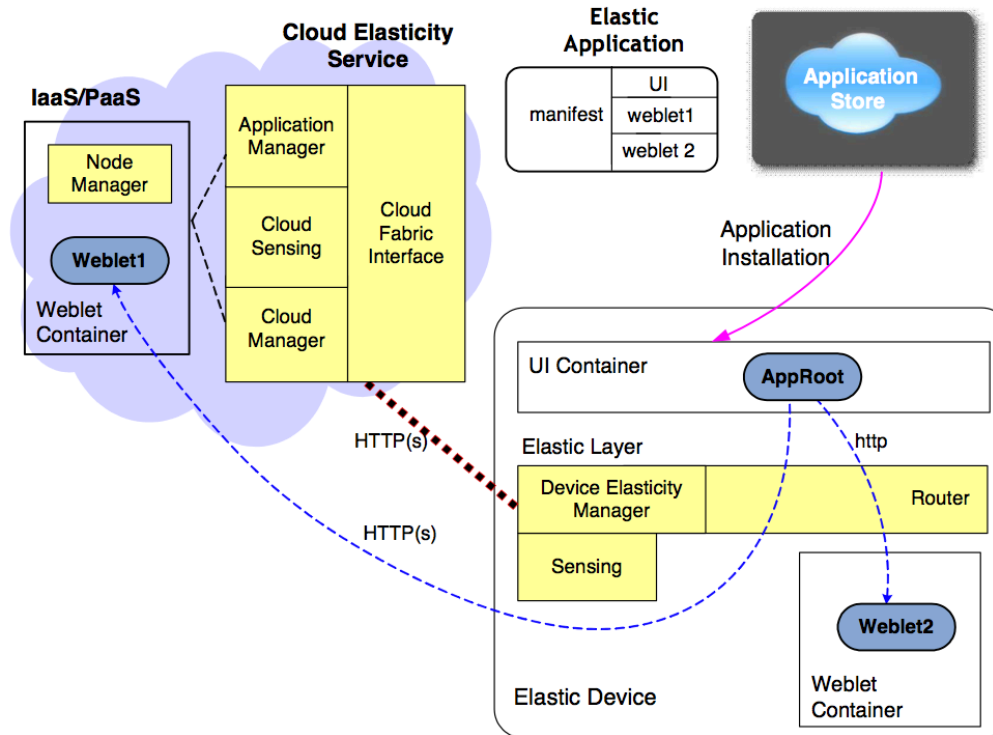 Cloud Elasticity
Service
IaaS/PaaS
Node
Manager
Weblet1
Weblet
Container
Application
Manager
Cloud
Sensing
Cloud
Manager
Cloud
Fabric
Interface
Elastic
Application
manifest
UI
weblet1
weblet 2
Application
Store
Application
Installation
UI Container
AppRoot
HTTP(s)
http
Elastic Layer
Device Elasticity
Manager
Router
HTTP(s)
Sensing
Weblet2
Weblet
Container
Elastic Device